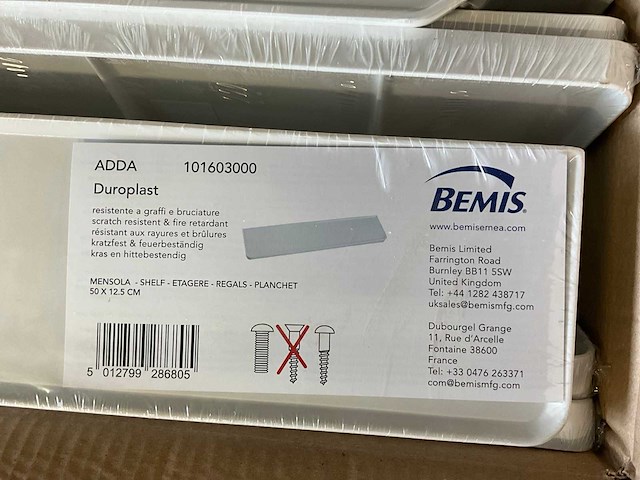 ADDA 101603000
Duroplast
resistente a graffi e bruciature
scratch resistent & fire retardant
résistant aux rayures et brûlures
kratzfest & feuerbeständig
kras en hittebestendig
MENSOLA - SHELF - ETAGERE - REGALS - PLANCHET
50 X 12.5 CM
5 012799 286805
BEMIS
www.bemisemea.com
Bemis Limited
Farrington Road
Burnley BB11 5SW
United Kingdom
Tel: +44 1282 438717
uksales@bemismfg.com
Dubourgel Grange
11, Rue d'Arcelle
Fontaine 38600
France
Tel: +33 0476 263371
com@bemismfg.com